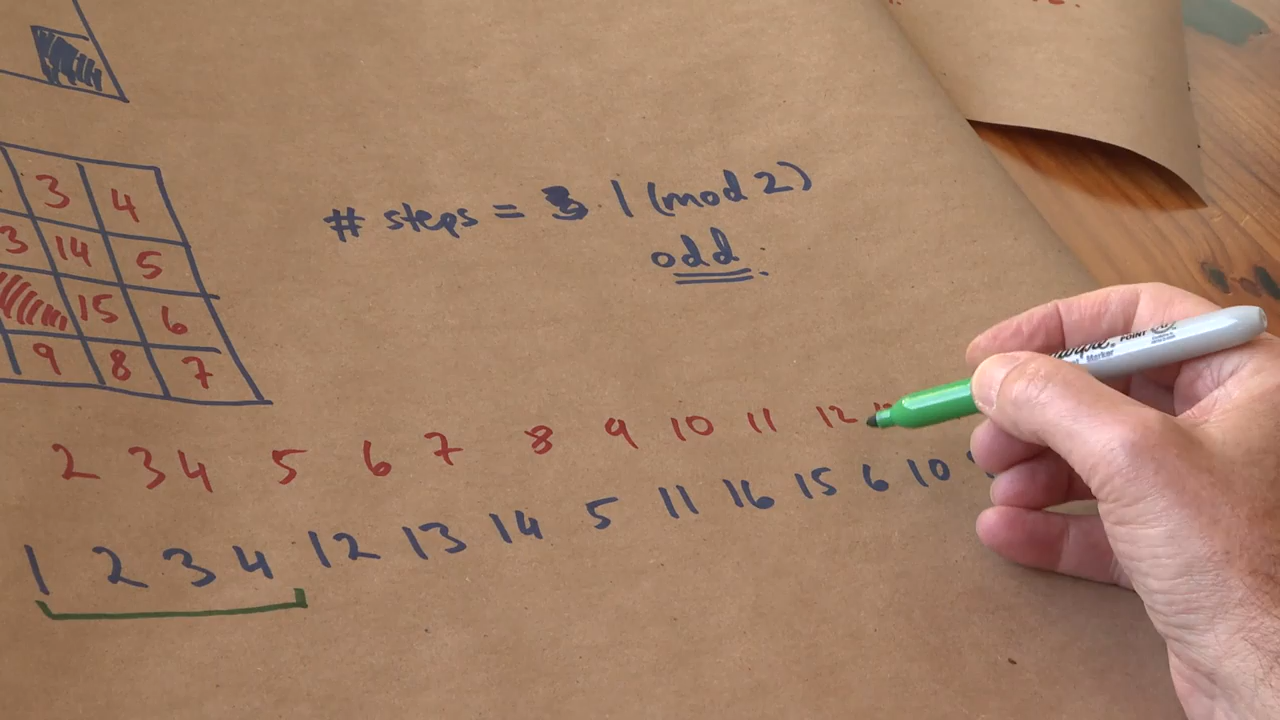 3 4
3 14 5
15 6
9 8 7
# steps = 1 (mod 2)
odd.
2 3 4 5 6 7 8 9 10 11 12
1 2 3 4 12 13 14 5 11 16 15 6 10
POINT
Marker